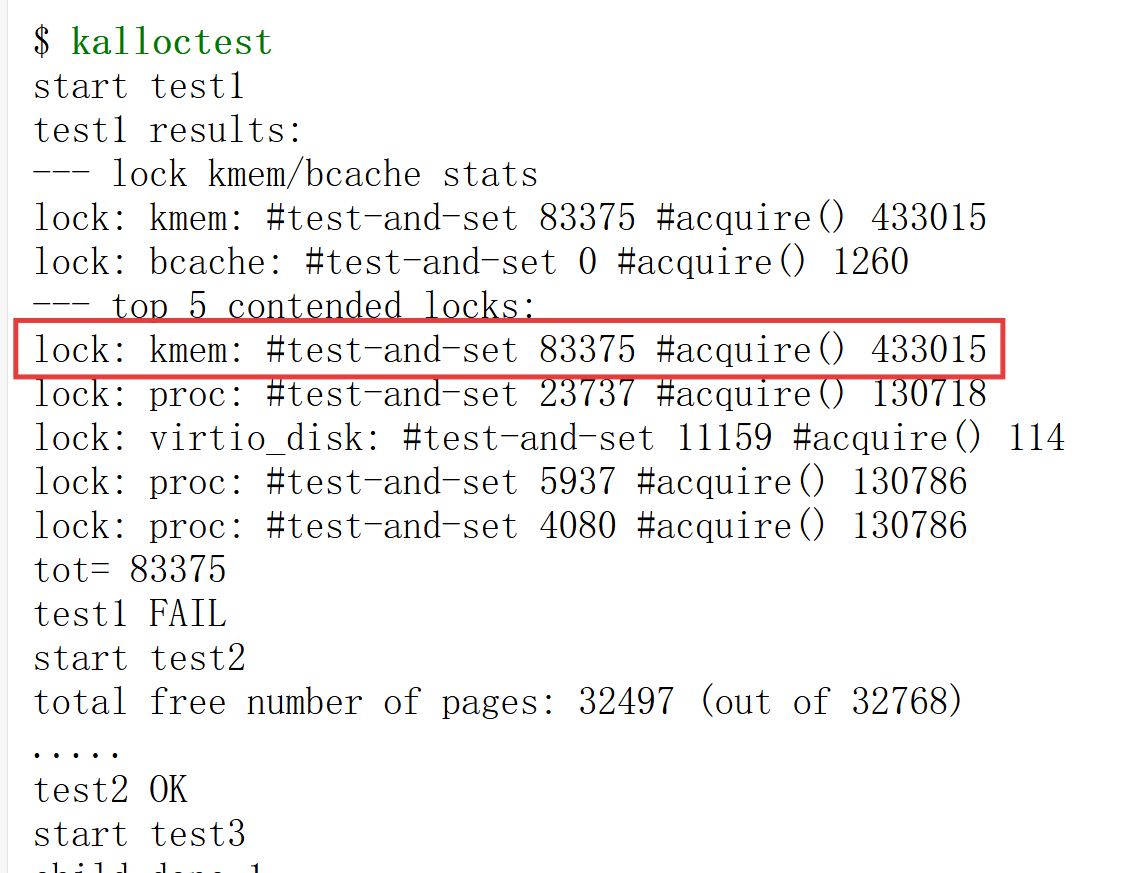 $ kalloctest
start test1
test1 results:
--- lock kmem/bcache stats
lock: kmem: #test-and-set 83375 #acquire() 433015
lock: bcache: #test-and-set 0 #acquire() 1260
--- top 5 contended locks:
lock: kmem: #test-and-set 83375 #acquire() 433015
lock: proc: #test-and-set 23737 #acquire() 130718
lock: virtio_disk: #test-and-set 11159 #acquire() 114
lock: proc: #test-and-set 5937 #acquire() 130786
lock: proc: #test-and-set 4080 #acquire() 130786
tot= 83375
test1 FAIL
start test2
total free number of pages: 32497 (out of 32768)
.....
test2 OK
start test3
child done 1